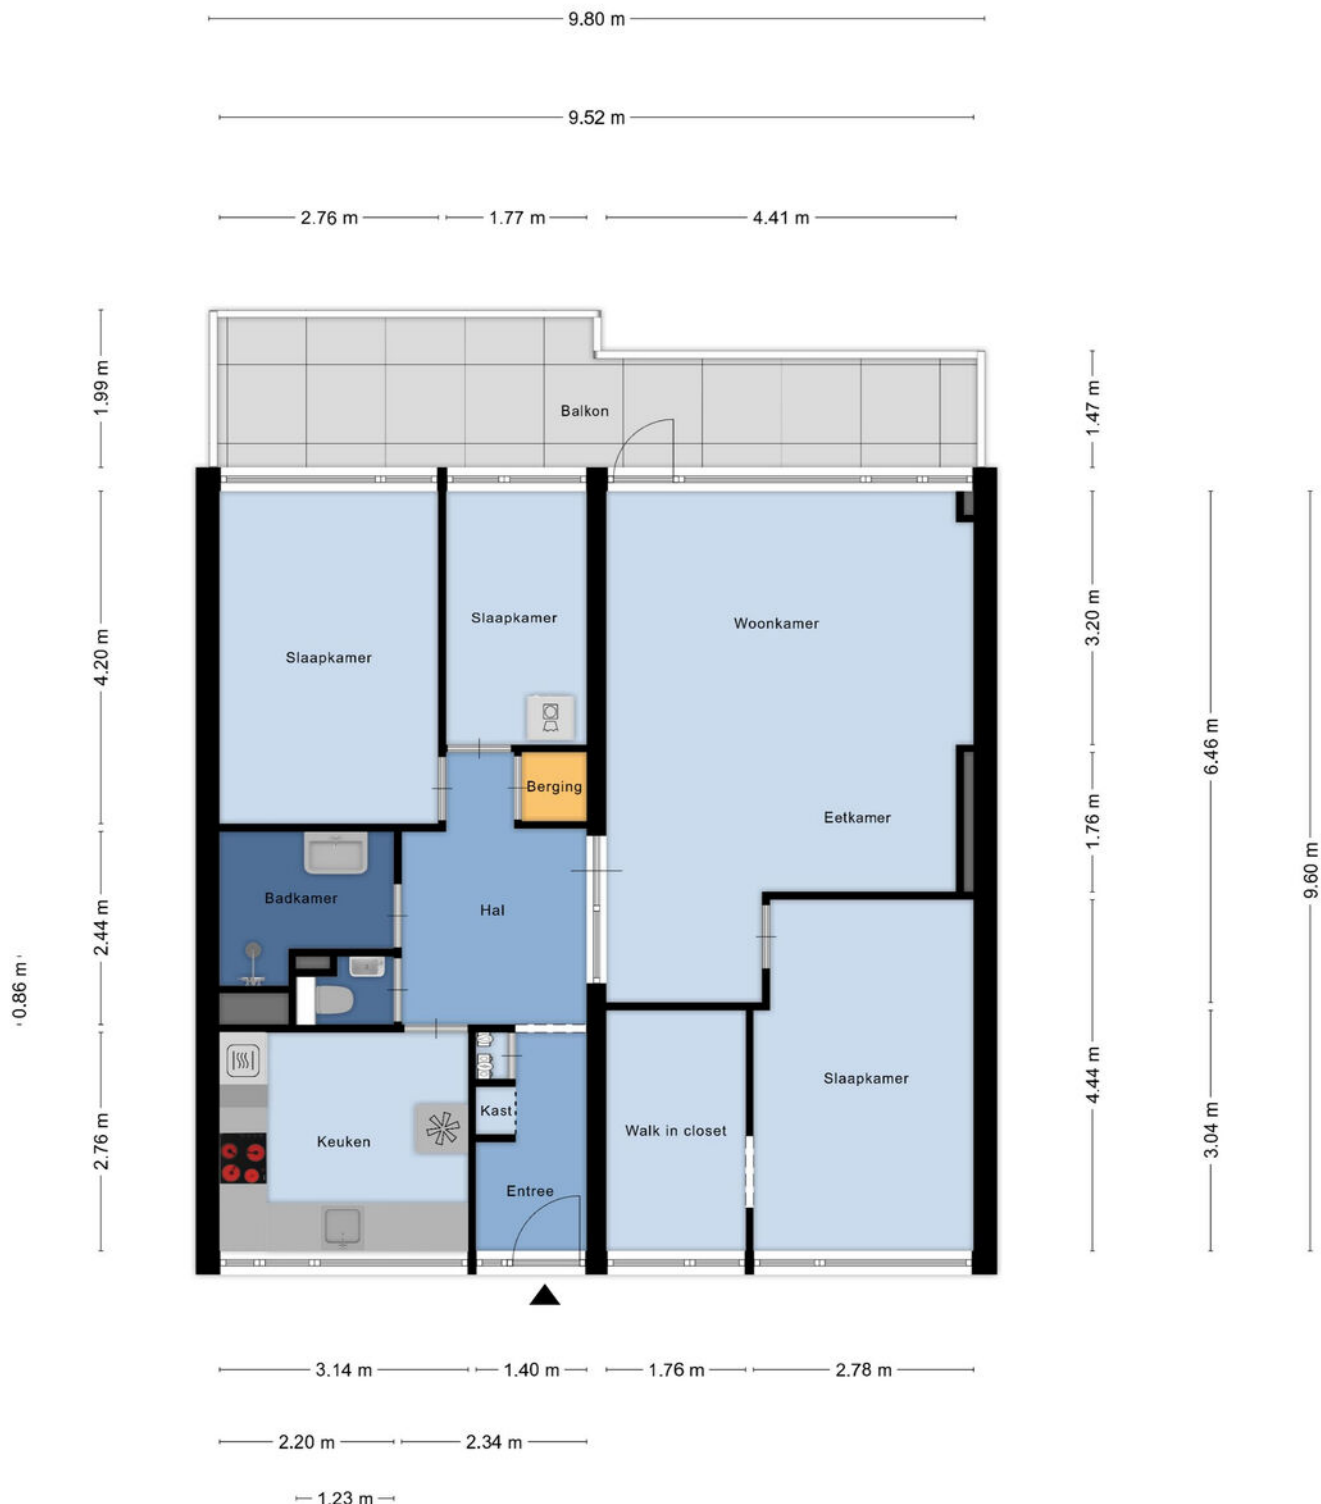 9.80 m
9.52 m
2.76 m
1.77 m
4.41 m
1.99 m
1.47 m
Balkon
4.20 m
3.20 m
Slaapkamer
Woonkamer
Slaapkamer
6.46 m
Berging
Eetkamer
1.76 m
9.60 m
Badkamer
Hal
2.44 m
0.86 m
4.44 m
Slaapkamer
Kast
Walk in closet
Keuken
2.76 m
3.04 m
Entree
3.14 m
1.40 m
1.76 m
2.78 m
2.20 m
2.34 m
1.23 m